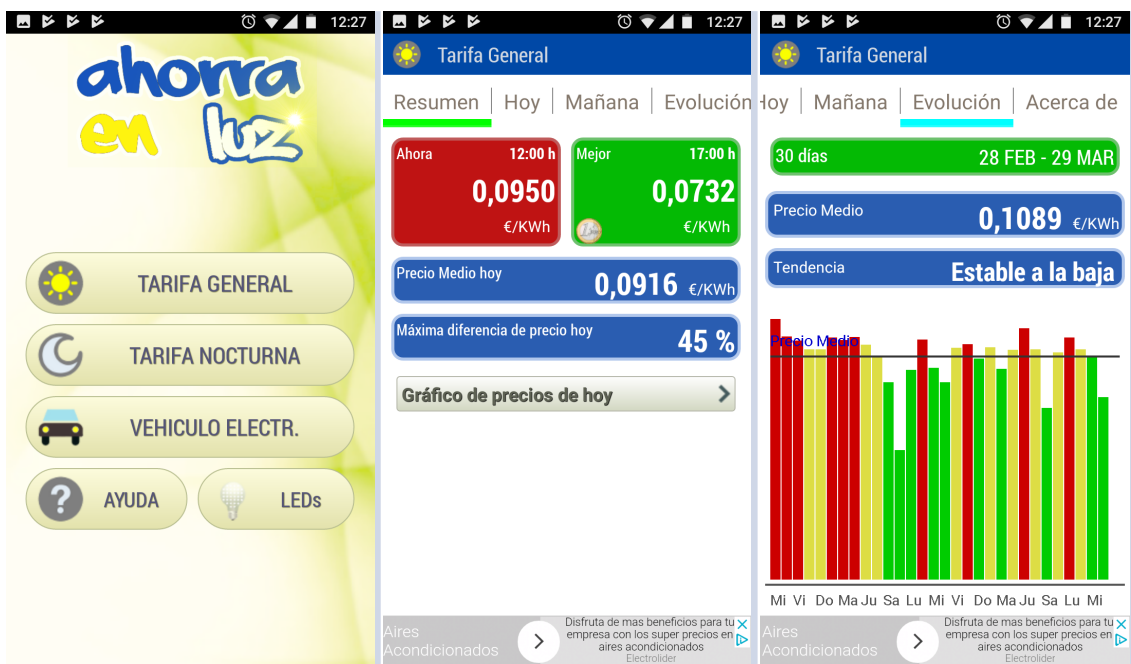 12:27
ahorra
en luz
TARIFA GENERAL
TARIFA NOCTURNA
VEHICULO ELECTR.
AYUDA
LEDs
12:27
Tarifa General
Resumen Hoy Mañana Evolución
Ahora 12:00 h
0,0950
€/KWh
Mejor 17:00 h
0,0732
€/KWh
Precio Medio hoy
0,0916 €/KWh
Máxima diferencia de precio hoy
45 %
Gráfico de precios de hoy
Aires
Acondicionados
Disfruta de mas beneficios para tu
empresa con los super precios en
aires acondicionados
Electrolider
12:27
Tarifa General
Hoy Mañana Evolución Acerca de
30 días 28 FEB - 29 MAR
Precio Medio
0,1089 €/KWh
Tendencia
Estable a la baja
Precio Medio
Mi Vi Do Ma Ju Sa Lu Mi Vi Do Ma Ju Sa Lu Mi
Aires
Acondicionados
Disfruta de mas beneficios para tu
empresa con los super precios en
aires acondicionados
Electrolider